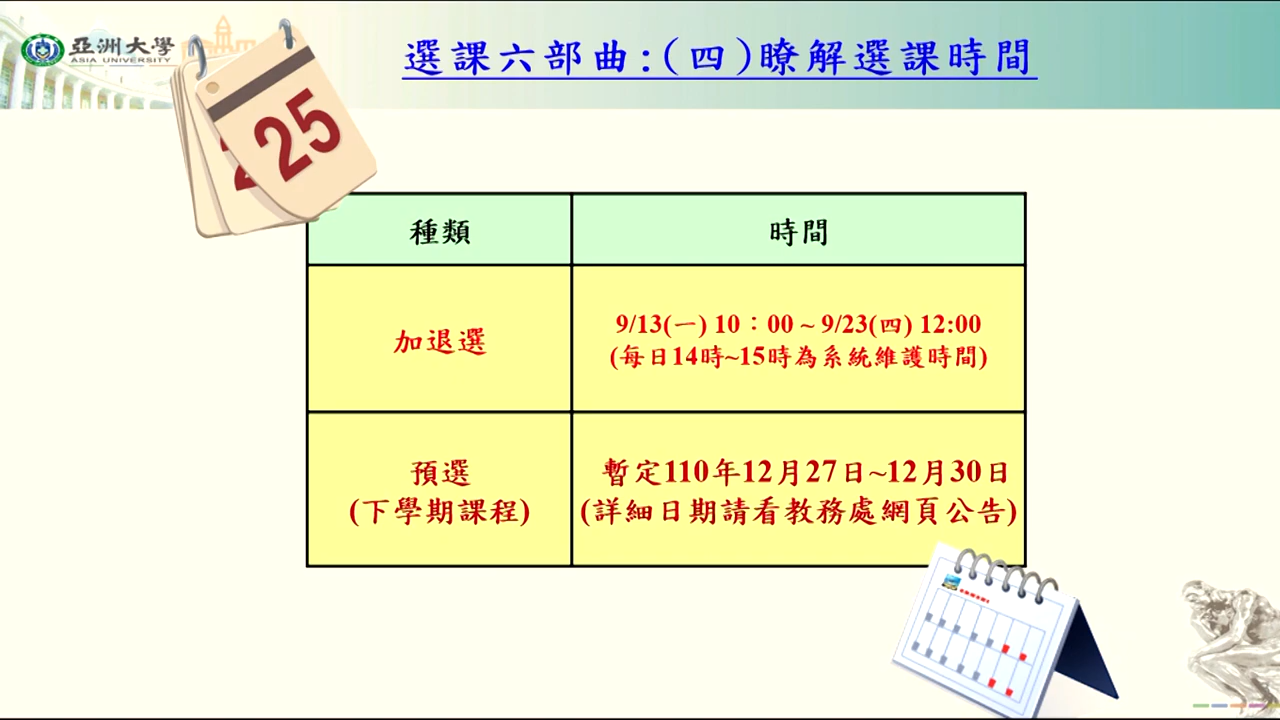 亞洲大學
ASIA UNIVERSITY
選課六部曲:(四)瞭解選課時間
25
種類
時間
加退選
9/13(一) 10：00 ~ 9/23(四) 12:00
(每日14時~15時為系統維護時間)
預選
(下學期課程)
暫定110年12月27日~12月30日
(詳細日期請看教務處網頁公告)